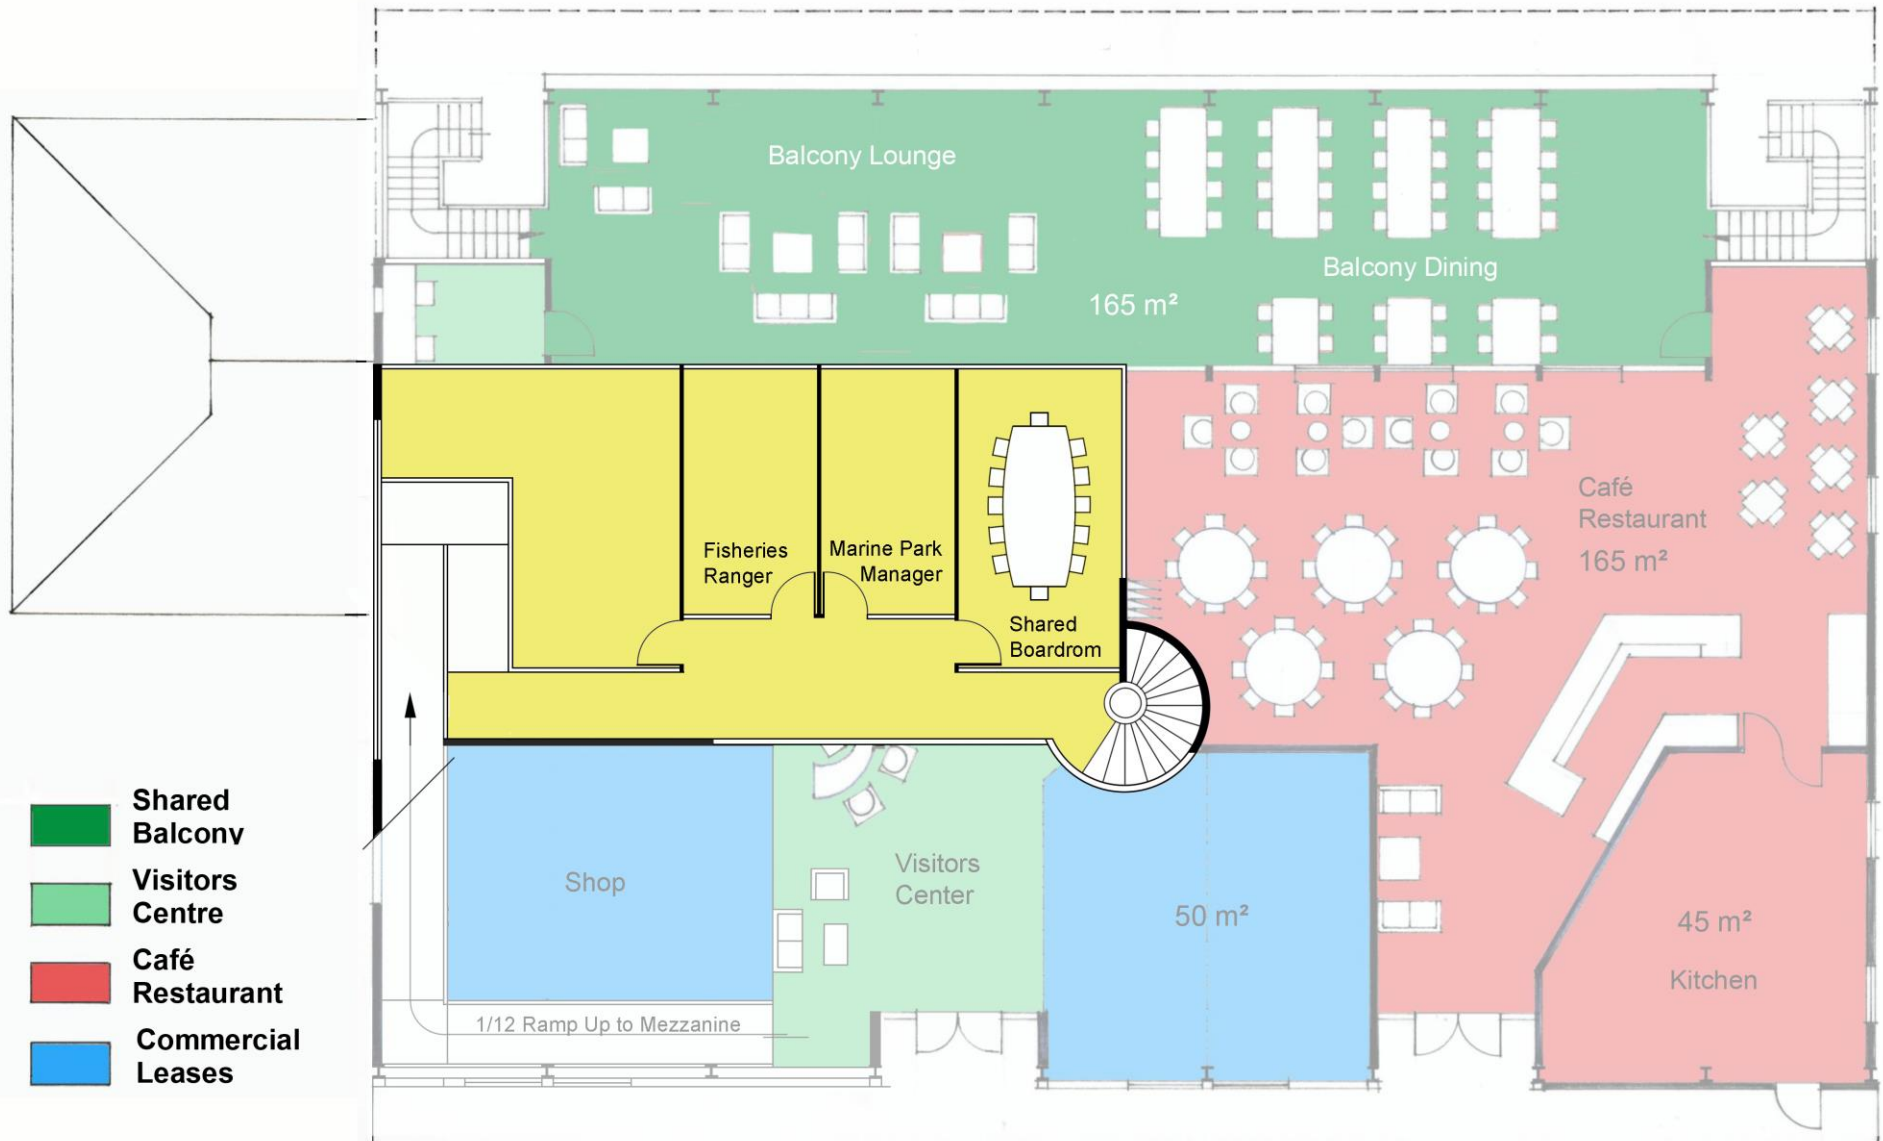 Balcony Lounge
Balcony Dining
165 m²
Fisheries
Ranger
Marine Park
Manager
Shared
Boardrom
Café
Restaurant
165 m²
Shop
Visitors
Center
50 m²
45 m²
Kitchen
1/12 Ramp Up to Mezzanine
Shared
Balcony
Visitors
Centre
Café
Restaurant
Commercial
Leases